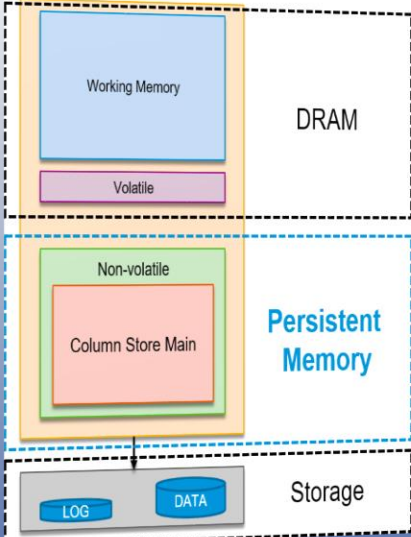 Working Memory
DRAM
Volatile
Non-volatile
Column Store Main
Persistent
Memory
LOG
DATA
Storage